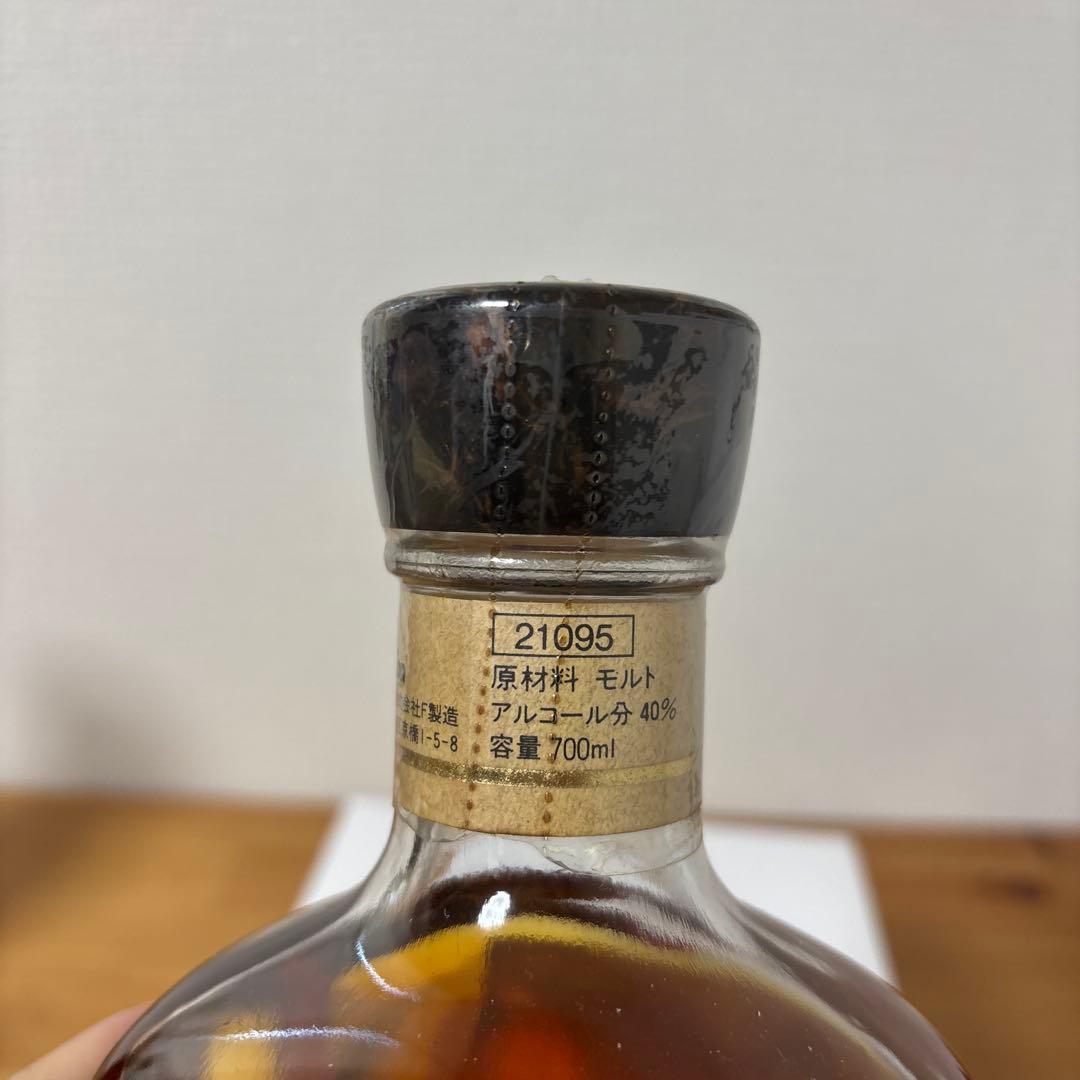 21095
原材料 モルト
アルコール分 40%
容量 700ml
会社F製造
京橋1-5-8